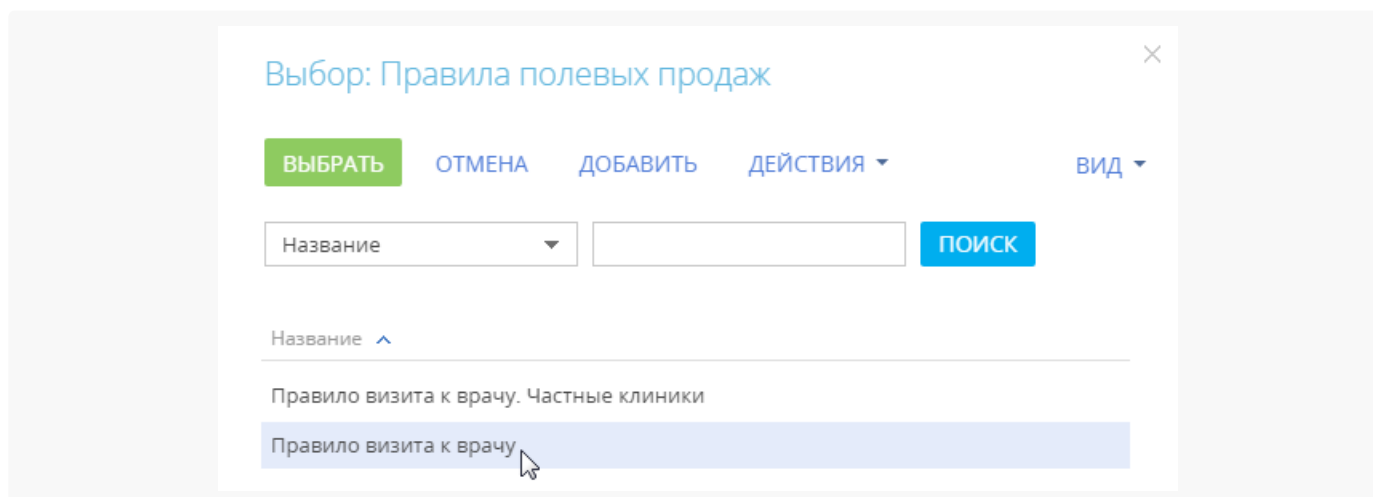 Выбор: Правила полевых продаж
ВЫБРАТЬ ОТМЕНА ДОБАВИТЬ ДЕЙСТВИЯ ВИД
Название ПОИСК
Название
Правило визита к врачу. Частные клиники
Правило визита к врачу